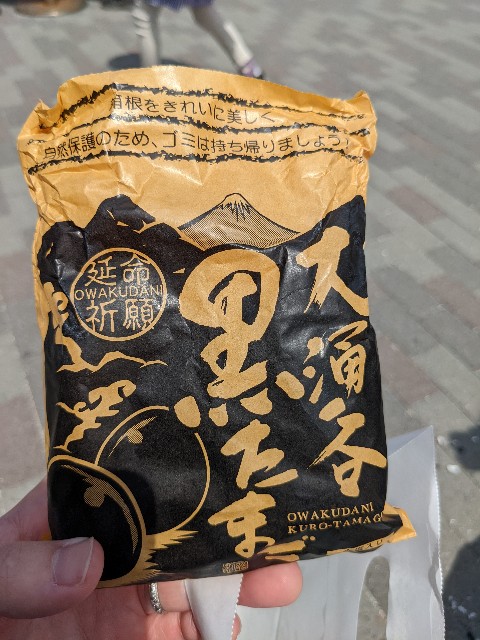 箱根をきれいに美しく
自然保護のため、ゴミは持ち帰りましょう!
延命
OWAKUDANI
祈願
大涌谷
黒たまご
OWAKUDANI
KURO-TAMAG